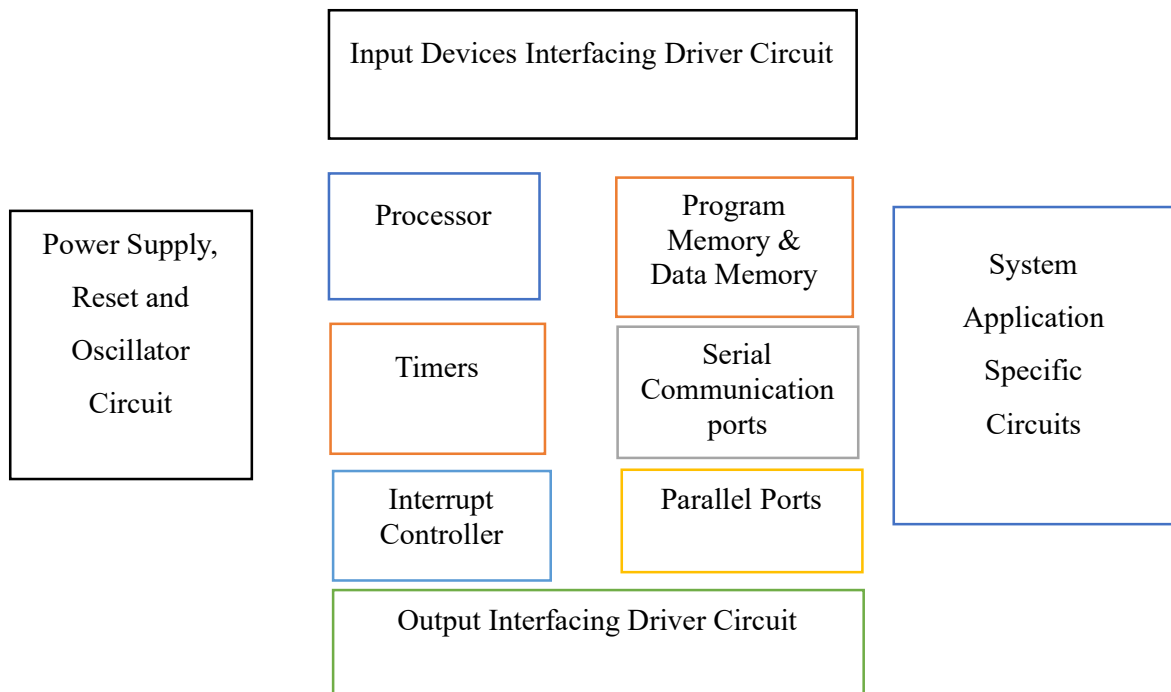 Input Devices Interfacing Driver Circuit
Processor
Program
Memory &
Data Memory
Power Supply,
Reset and
Oscillator
Circuit
System
Application
Specific
Circuits
Timers
Serial
Communication
ports
Interrupt
Controller
Parallel Ports
Output Interfacing Driver Circuit